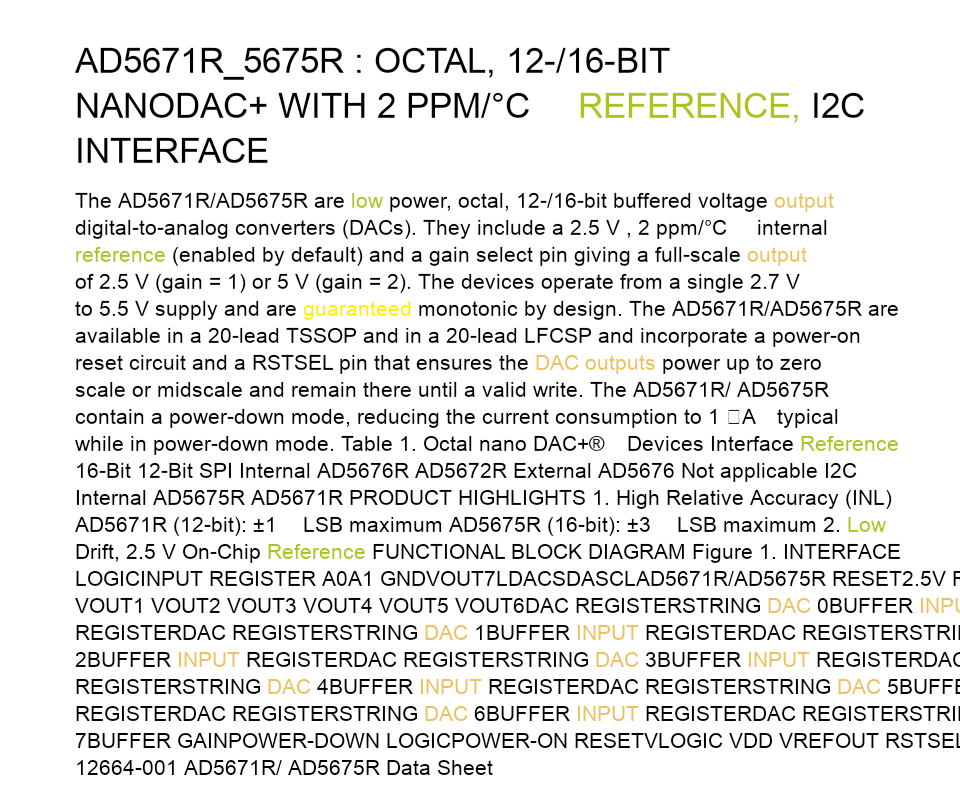 AD5671R_5675R : OCTAL, 12-/16-BIT
NANODAC+ WITH 2 PPM/°C REFERENCE, I2C
INTERFACE
The AD5671R/AD5675R are low power, octal, 12-/16-bit buffered voltage output
digital-to-analog converters (DACs). They include a 2.5 V , 2 ppm/°C internal
reference (enabled by default) and a gain select pin giving a full-scale output
of 2.5 V (gain = 1) or 5 V (gain = 2). The devices operate from a single 2.7 V
to 5.5 V supply and are guaranteed monotonic by design. The AD5671R/AD5675R are
available in a 20-lead TSSOP and in a 20-lead LFCSP and incorporate a power-on
reset circuit and a RSTSEL pin that ensures the DAC outputs power up to zero
scale or midscale and remain there until a valid write. The AD5671R/ AD5675R
contain a power-down mode, reducing the current consumption to 1 □A typical
while in power-down mode. Table 1. Octal nano DAC+® Devices Interface Reference
16-Bit 12-Bit SPI Internal AD5676R AD5672R External AD5676 Not applicable I2C
Internal AD5675R AD5671R PRODUCT HIGHLIGHTS 1. High Relative Accuracy (INL)
AD5671R (12-bit): ±1 LSB maximum AD5675R (16-bit): ±3 LSB maximum 2. Low
Drift, 2.5 V On-Chip Reference FUNCTIONAL BLOCK DIAGRAM Figure 1. INTERFACE
LOGICINPUT REGISTER A0A1 GNDVOUT7LDACSDASCLAD5671R/AD5675R RESET2.5V
VOUT1 VOUT2 VOUT3 VOUT4 VOUT5 VOUT6DAC REGISTERSTRING DAC 0BUFFER INPU
REGISTERDAC REGISTERSTRING DAC 1BUFFER INPUT REGISTERDAC REGISTERSTRI
2BUFFER INPUT REGISTERDAC REGISTERSTRING DAC 3BUFFER INPUT REGISTERDAC
REGISTERSTRING DAC 4BUFFER INPUT REGISTERDAC REGISTERSTRING DAC 5BUFFE
REGISTERDAC REGISTERSTRING DAC 6BUFFER INPUT REGISTERDAC REGISTERSTRI
7BUFFER GAINPOWER-DOWN LOGICPOWER-ON RESETVLOGIC VDD VREFOUT RSTSEL
12664-001 AD5671R/ AD5675R Data Sheet